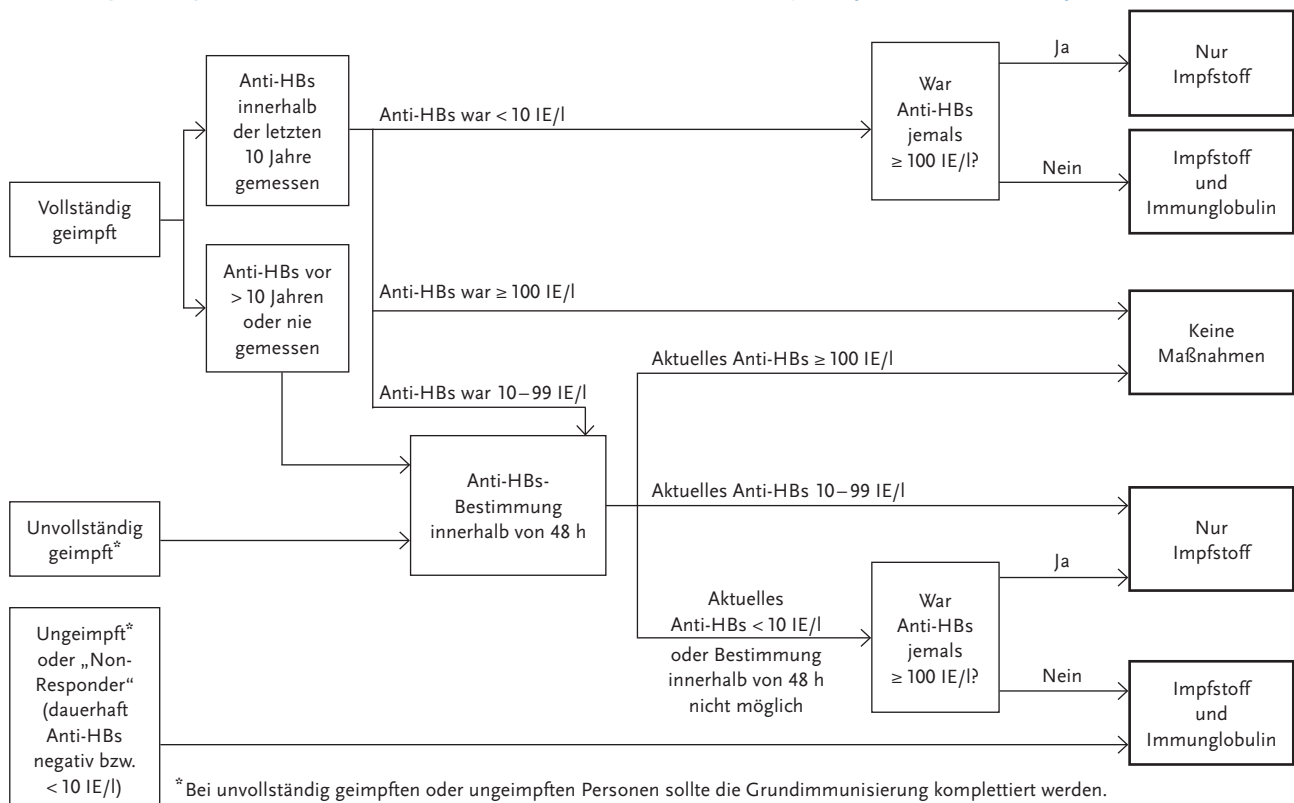 Vollständig
geimpft
Anti-HBs
innerhalb
der letzten
10 Jahre
gemessen
Anti-HBs vor
> 10 Jahren
oder nie
gemessen
Anti-HBs war < 10 IE/l
War
Anti-HBs
jemals
≥ 100 IE/l?
Ja
Nur
Impfstoff
Nein
Impfstoff
und
Immunglobulin
Anti-HBs war ≥ 100 IE/l
Keine
Maßnahmen
Aktuelles Anti-HBs ≥ 100 IE/l
Anti-HBs war 10–99 IE/l
Unvollständig
geimpft*
Anti-HBs-
Bestimmung
innerhalb von 48 h
Aktuelles Anti-HBs 10–99 IE/l
Nur
Impfstoff
Aktuelles
Anti-HBs < 10 IE/l
oder Bestimmung
innerhalb von 48 h
nicht möglich
War
Anti-HBs
jemals
≥ 100 IE/l?
Ja
Nein
Impfstoff
und
Immunglobulin
Ungeimpft*
oder „Non-
Responder“
(dauerhaft
Anti-HBs
negativ bzw.
< 10 IE/l)
*Bei unvollständig geimpften oder ungeimpften Personen sollte die Grundimmunisierung komplettiert werden.